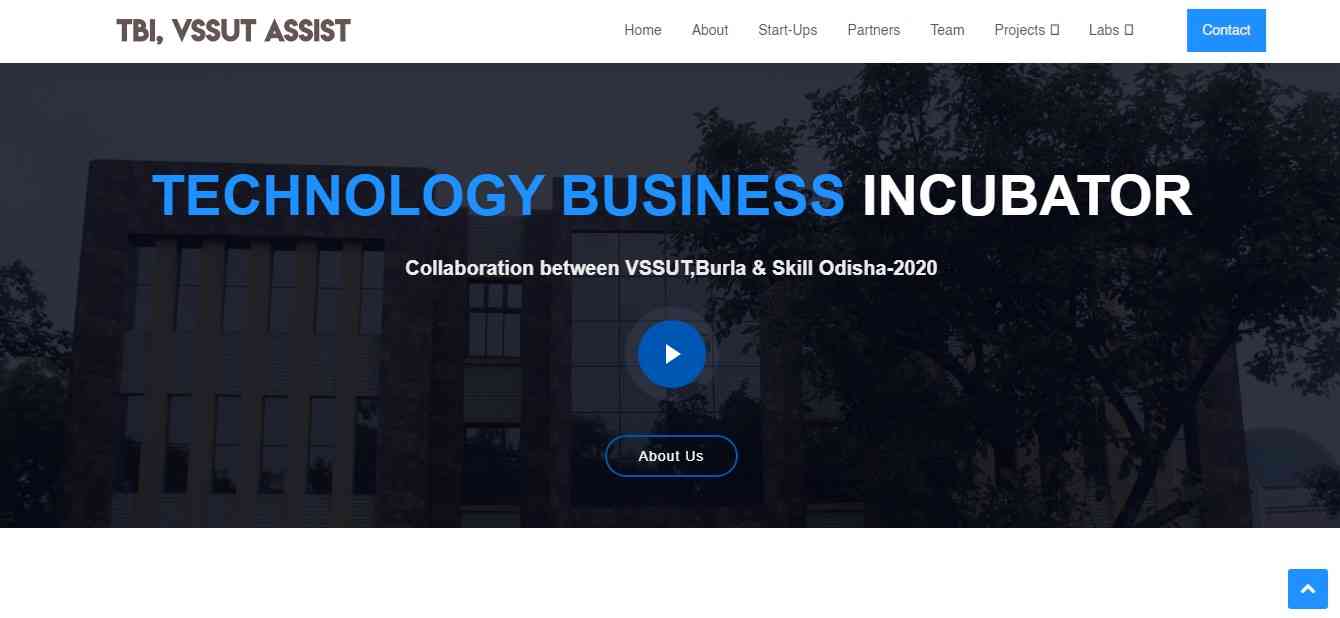 TBI, VSSUT ASSIST
Home About Start-Ups Partners Team Projects Labs Contact
TECHNOLOGY BUSINESS INCUBATOR
Collaboration between VSSUT,Burla & Skill Odisha-2020
About Us